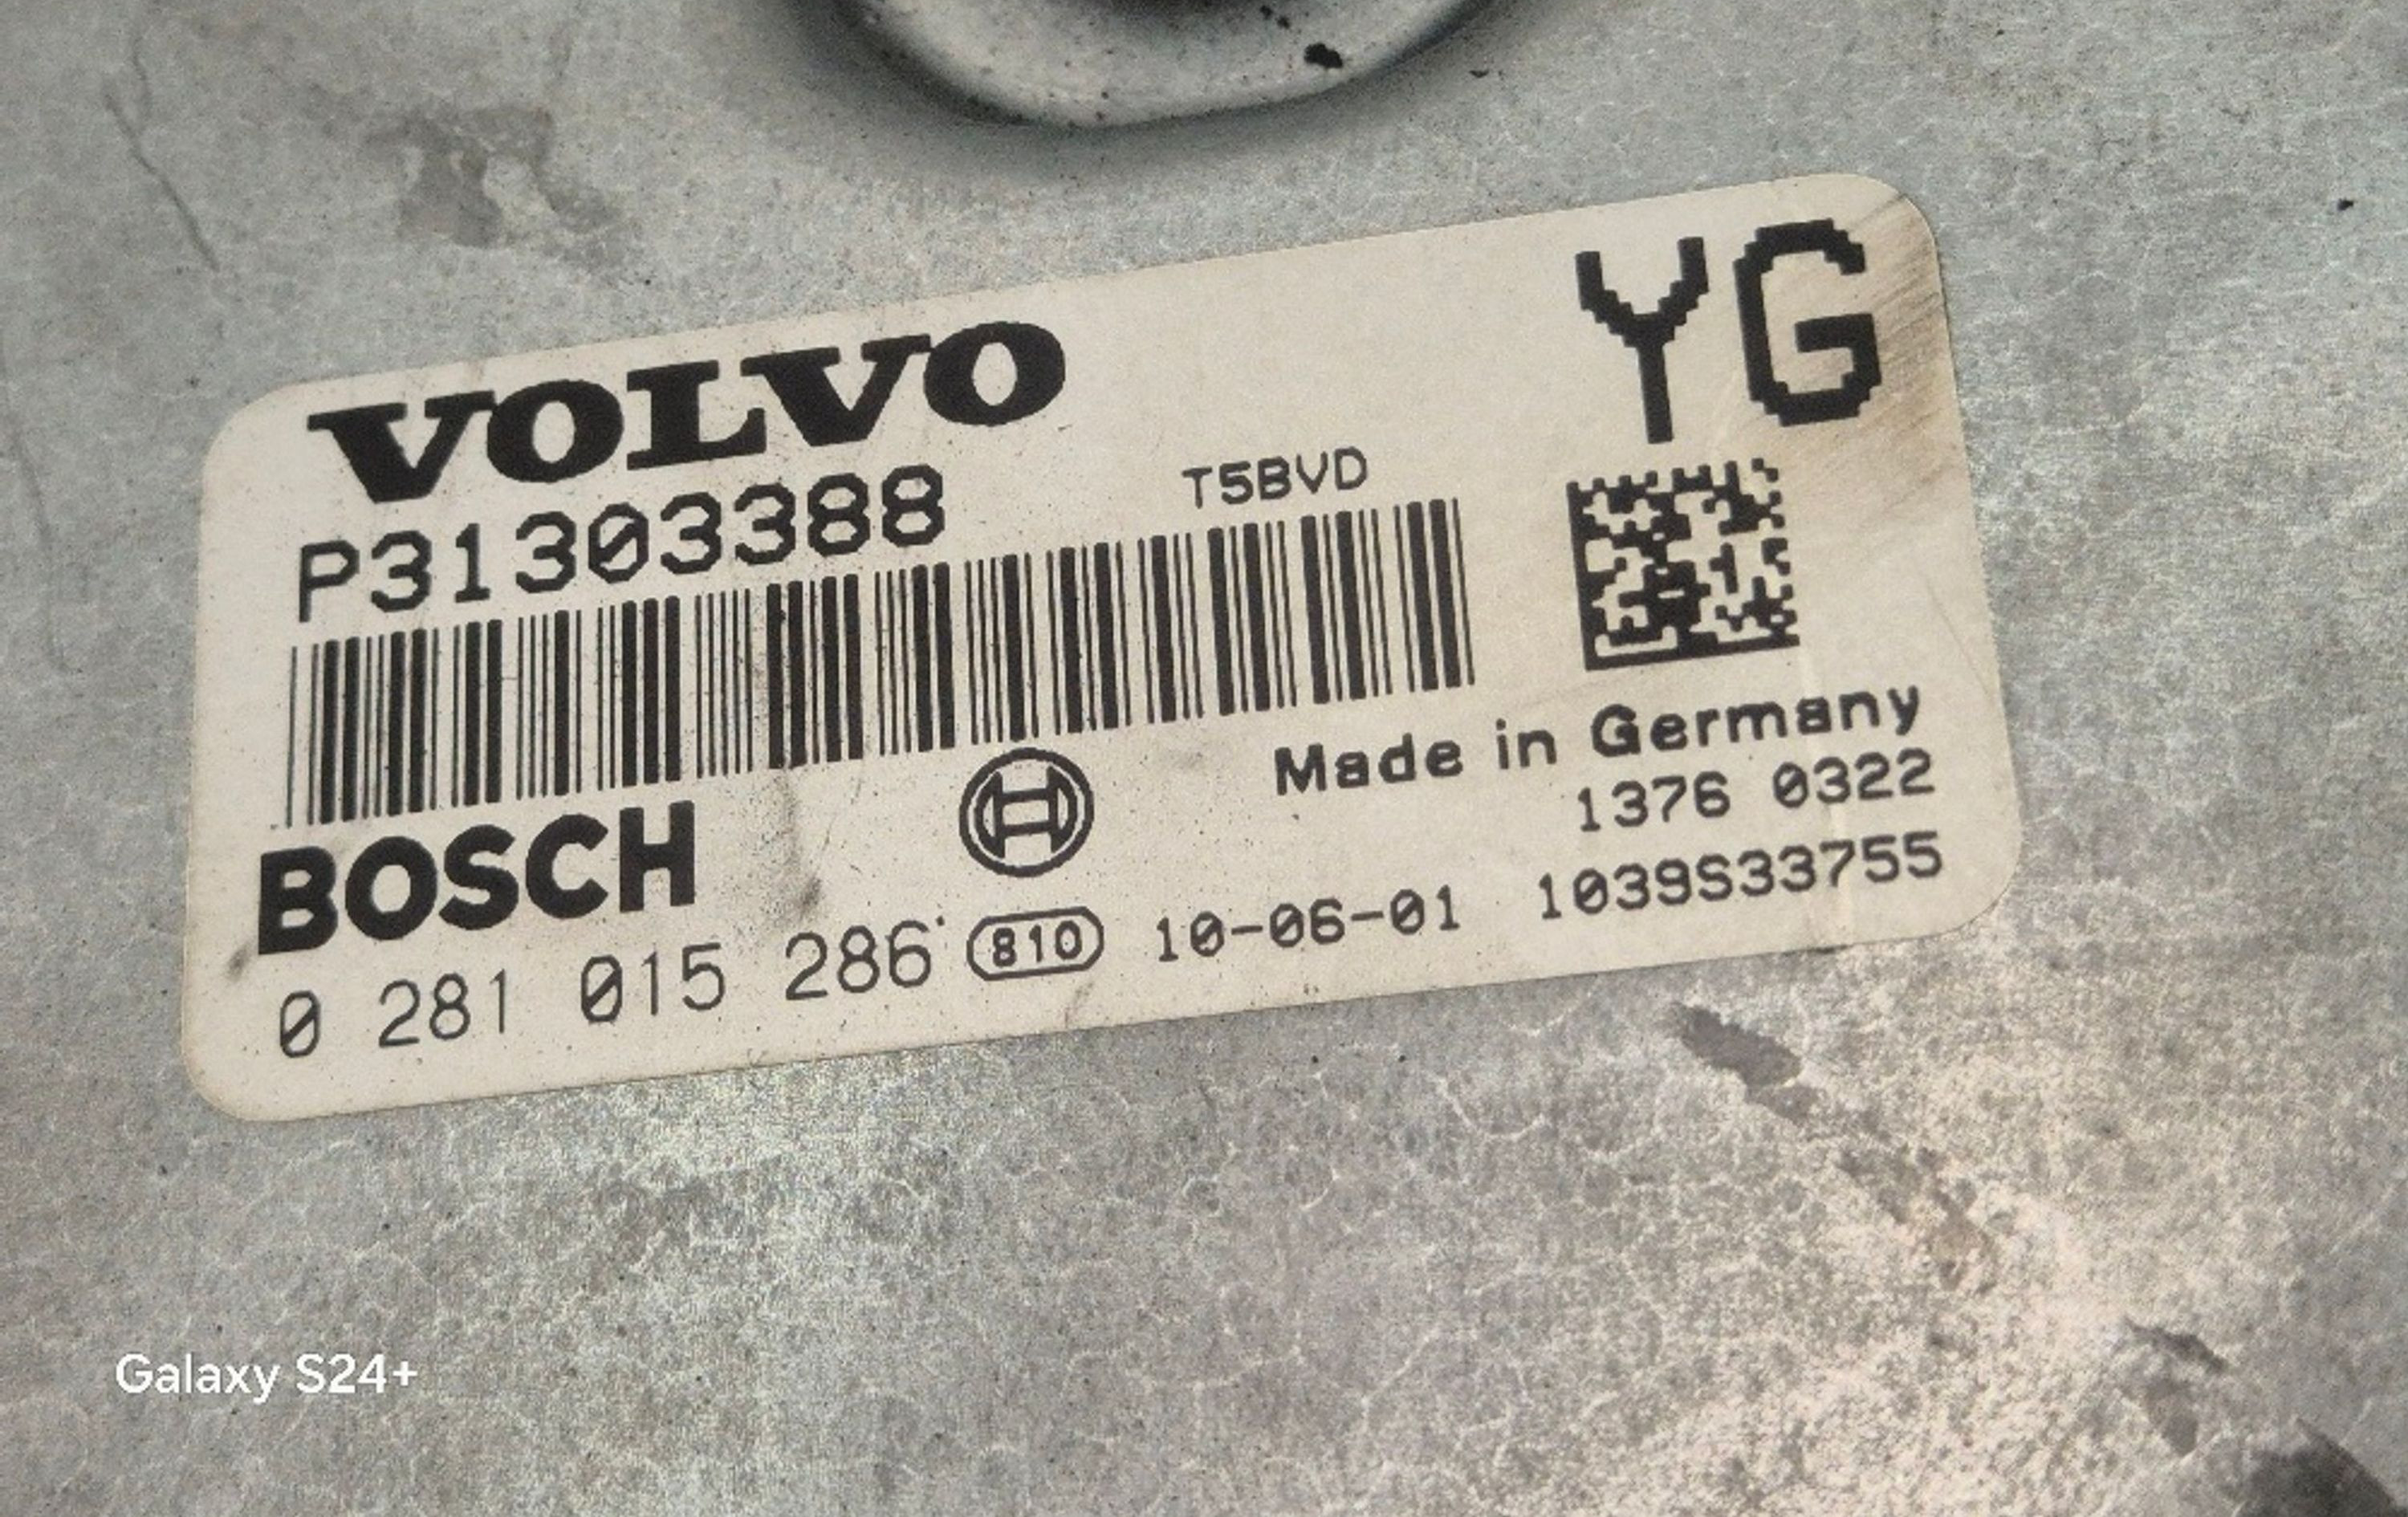 YG
VOLVO
P31303388
T5BVD
Made in Germany
1376 0322
BOSCH
0 281 015 286 810 10-06-01 1039S33755
Galaxy S24+